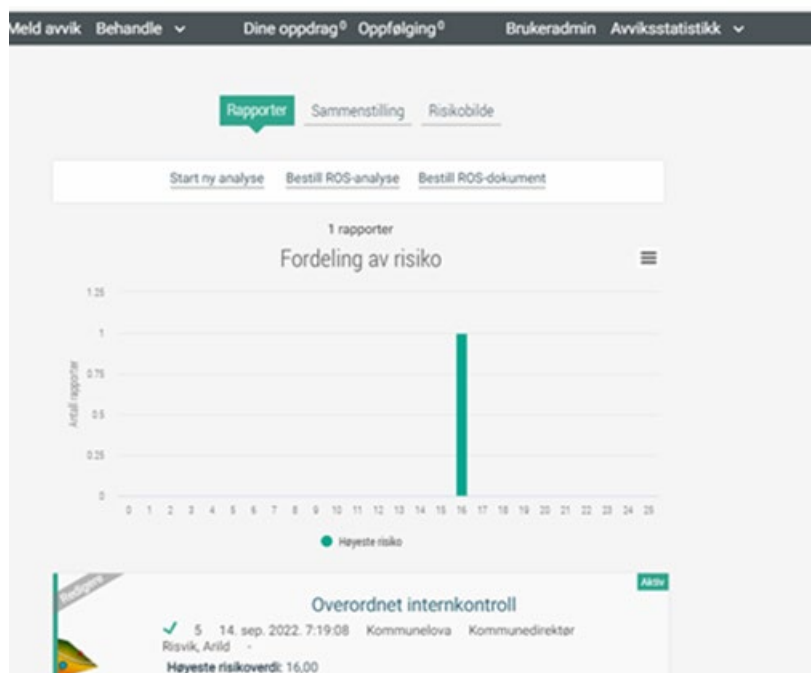 Meld avvik Behandle Dine oppdrag⁰ Oppfølging⁰ Brukeradmin Avviksstatistikk
Rapporter Sammenstilling Risikobilde
Start ny analyse Bestill ROS-analyse Bestill ROS-dokument
1 rapporter
Fordeling av risiko
1.25
1
0.75
0.5
0.25
0
Antall rapporter
0 1 2 3 4 5 6 7 8 9 10 11 12 13 14 15 16 17 18 19 20 21 22 23 24 25
Høyeste risiko
Redigere
Aktiv
Overordnet internkontroll
5 14. sep. 2022. 7:19:08 Kommunelova Kommunedirektør
Risvik, Arild -
Høyeste risikoverdi: 16,00